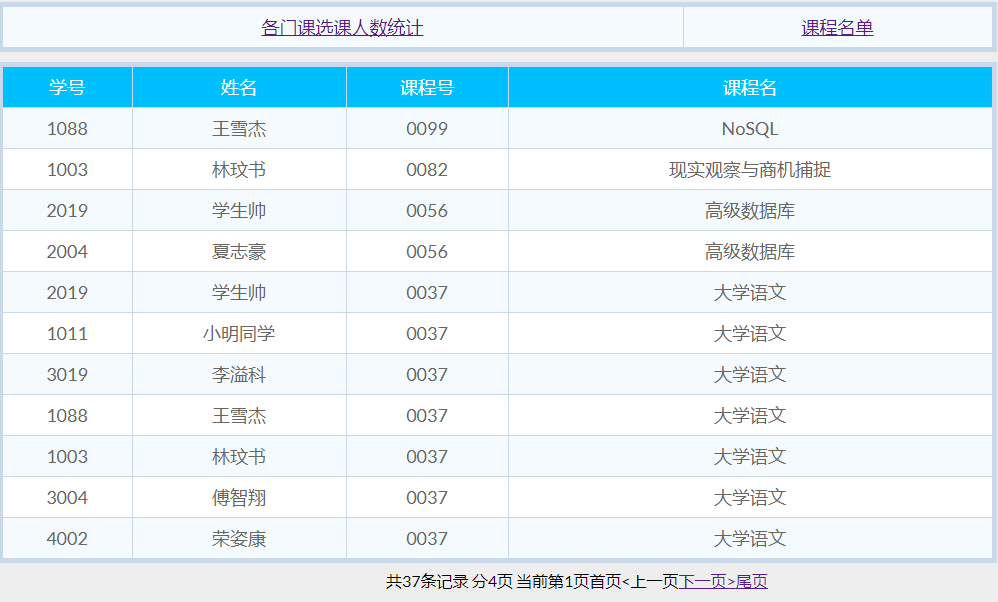 各门课选课人数统计 课程名单
学号 姓名 课程号 课程名
1088 王雪杰 0099 NoSQL
1003 林玟书 0082 现实观察与商机捕捉
2019 学生帅 0056 高级数据库
2004 夏志豪 0056 高级数据库
2019 学生帅 0037 大学语文
1011 小明同学 0037 大学语文
3019 李溢科 0037 大学语文
1088 王雪杰 0037 大学语文
1003 林玟书 0037 大学语文
3004 傅智翔 0037 大学语文
4002 荣姿康 0037 大学语文
共37条记录 分4页 当前第1页首页<上一页下一页>尾页